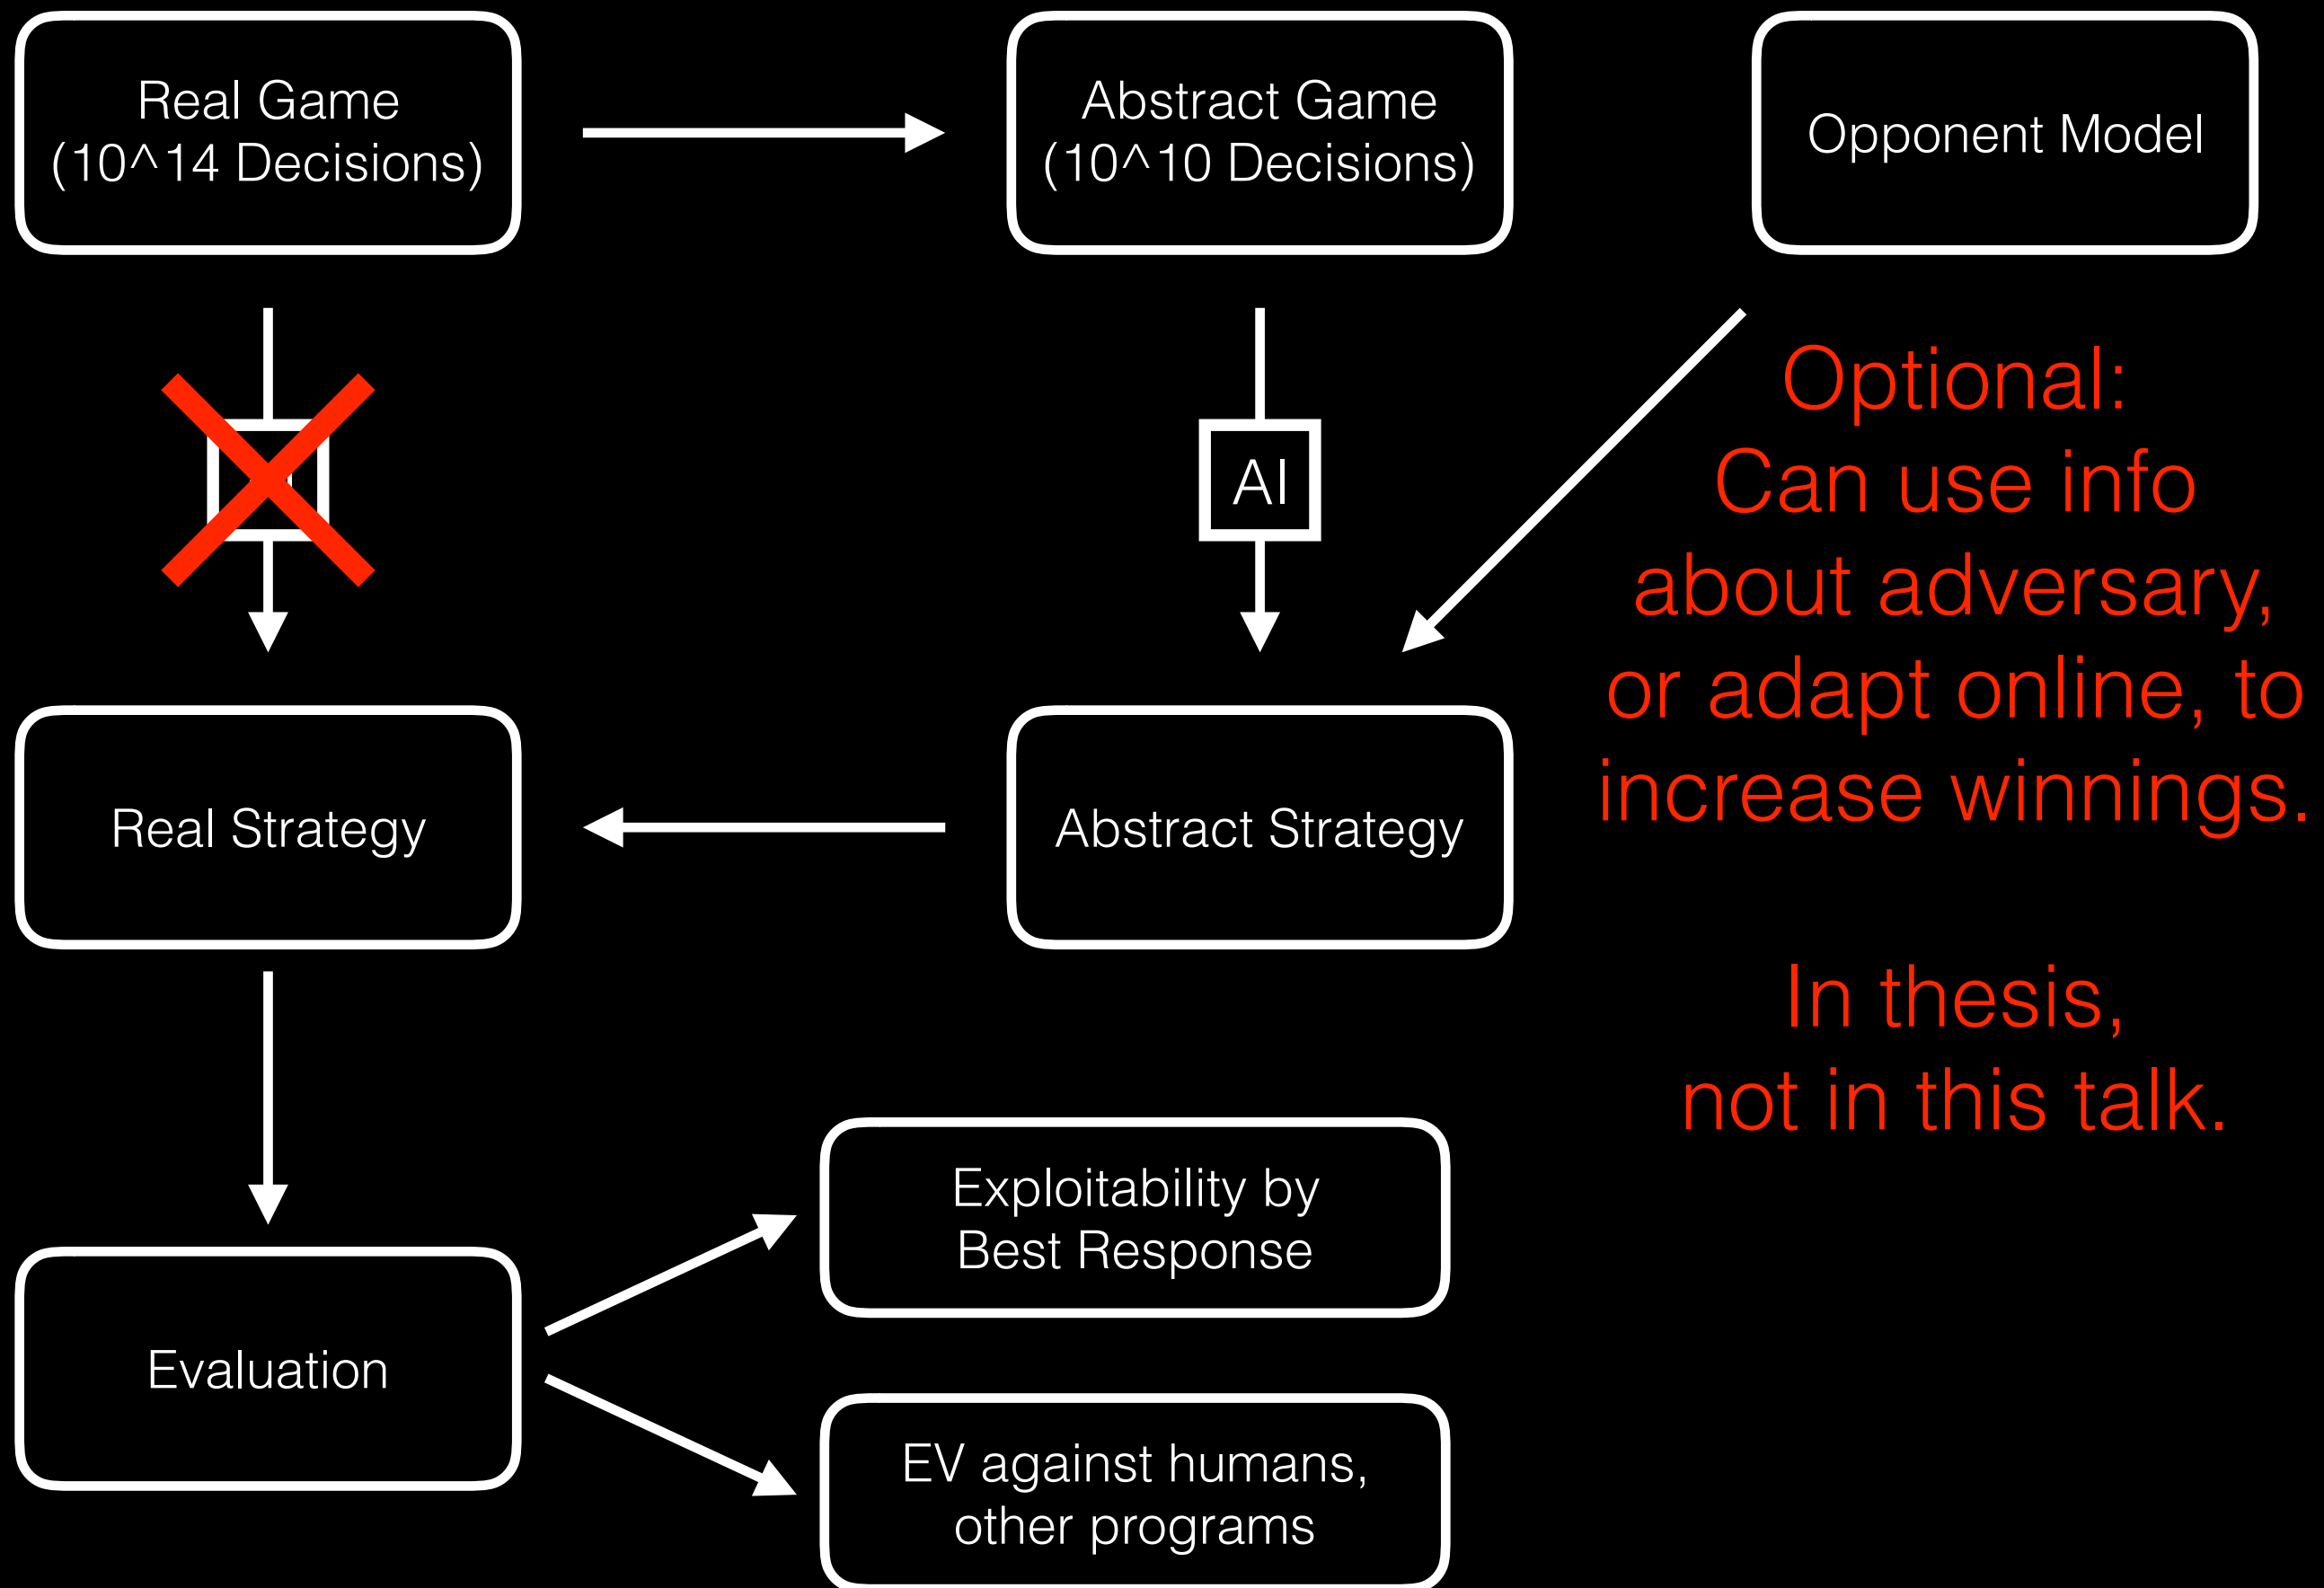 Real Game
(10^14 Decisions)
Abstract Game
(10^10 Decisions)
Opponent Model
AI
Optional:
Can use info
about adversary,
or adapt online, to
increase winnings.
In thesis,
not in this talk.
Real Strategy
Abstract Strategy
Evaluation
Exploitability by
Best Response
EV against humans,
other programs